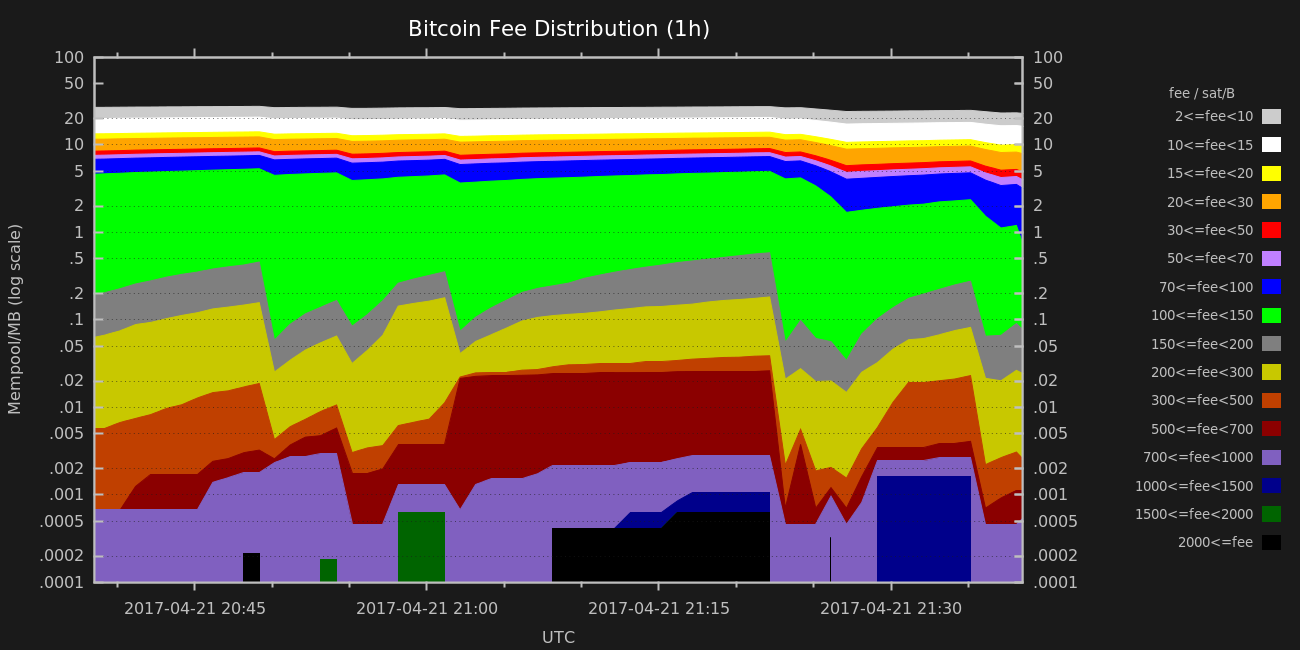 Bitcoin Fee Distribution (1h)
100
50
20
10
5
2
1
.5
.2
.1
.05
.02
.01
.005
.002
.001
.0005
.0002
.0001
Mempool/MB (log scale)
100
50
20
10
5
2
1
.5
.2
.1
.05
.02
.01
.005
.002
.001
.0005
.0002
.0001
2017-04-21 20:45
2017-04-21 21:00
2017-04-21 21:15
2017-04-21 21:30
UTC
fee / sat/B
2<=fee<10
10<=fee<15
15<=fee<20
20<=fee<30
30<=fee<50
50<=fee<70
70<=fee<100
100<=fee<150
150<=fee<200
200<=fee<300
300<=fee<500
500<=fee<700
700<=fee<1000
1000<=fee<1500
1500<=fee<2000
2000<=fee